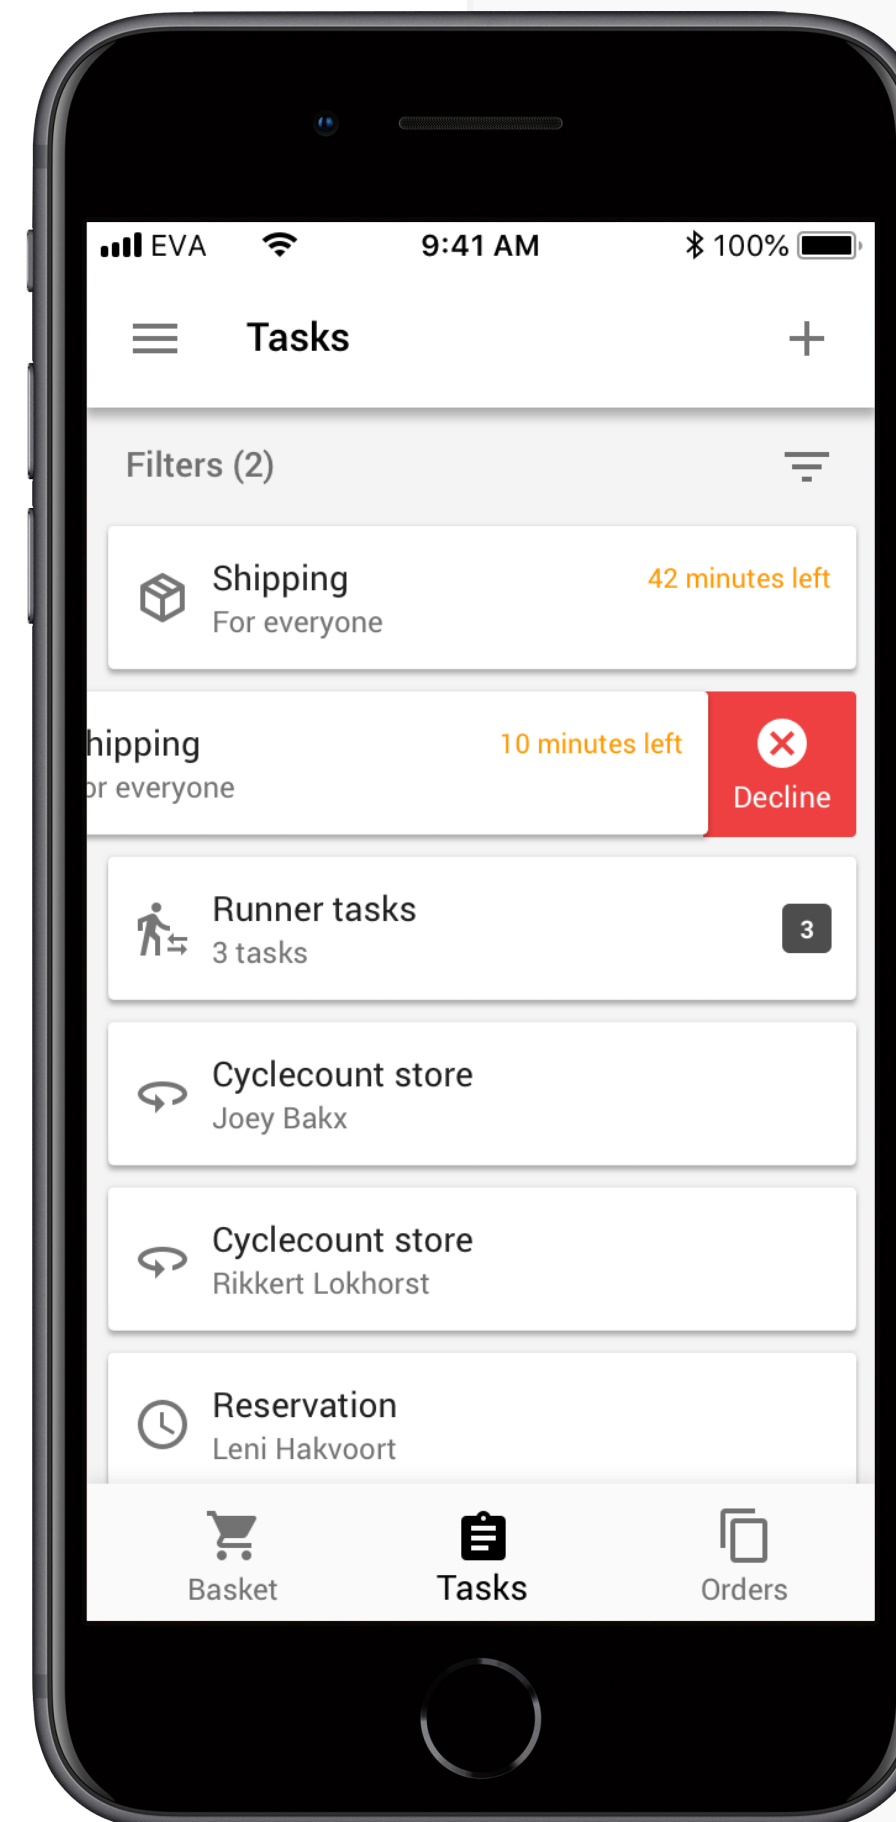 EVA 9:41 AM 100%
Tasks
Filters (2)
Shipping 42 minutes left
For everyone
hipping 10 minutes left
or everyone
Decline
Runner tasks
3 tasks 3
Cyclecount store
Joey Bakx
Cyclecount store
Rikkert Lokhorst
Reservation
Leni Hakvoort
Basket Tasks Orders